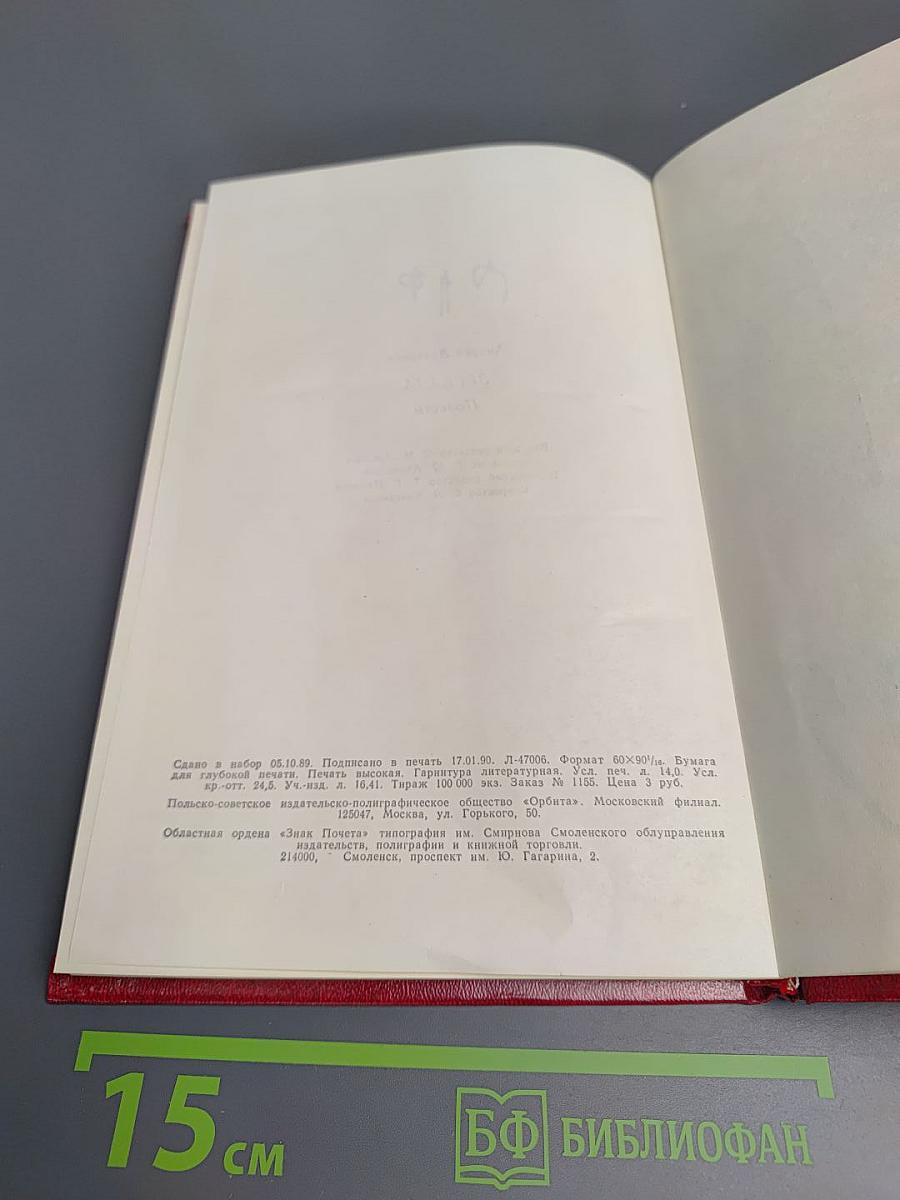 Сдано в набор 05.10.89. Подписано в печать 17.01.90. Л-47006. Формат 60×90¹/₁₆. Бумага
для глубокой печати. Печать высокая. Гарнитура литературная. Усл. печ. л. 14,0. Усл.
кр.-отт. 24,5. Уч.-изд. л. 16,41. Тираж 100 000 экз. Заказ № 1155. Цена 3 руб.
Польско-советское издательско-полиграфическое общество «Орбита». Московский филиал.
125047, Москва, ул. Горького, 50.
Областная ордена «Знак Почета» типография им. Смирнова Смоленского облуправления
издательств, полиграфии и книжной торговли.
214000, Смоленск, проспект им. Ю. Гагарина, 2.
15 см
БФ БИБЛИОФАН